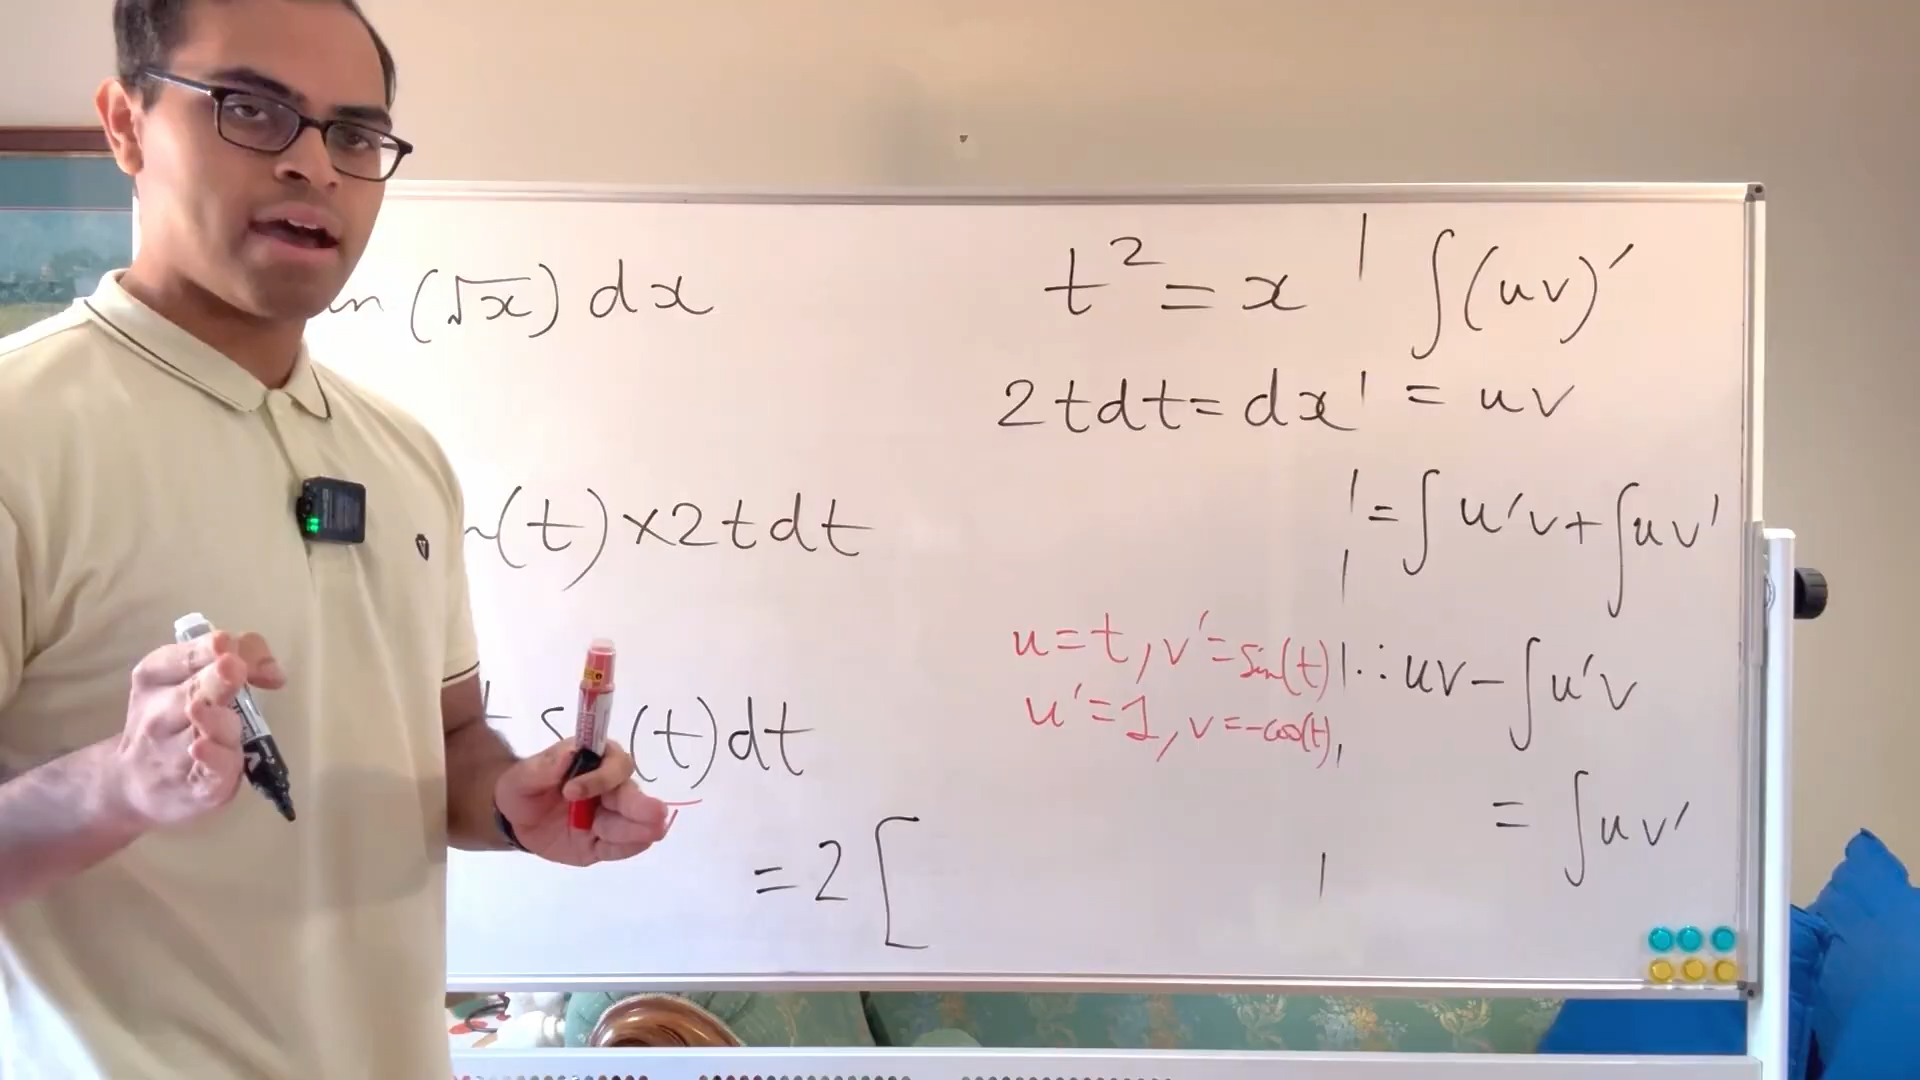 (√x) dx
(t) × 2tdt
(t)dt
= 2 [
t² = x
2tdt = dx
u = t, v' = Sin(t)
u' = 1, v = -cos(t),
∫(uv)'
= uv
= ∫u'v + ∫uv'
∴ uv - ∫u'v
= ∫uv'